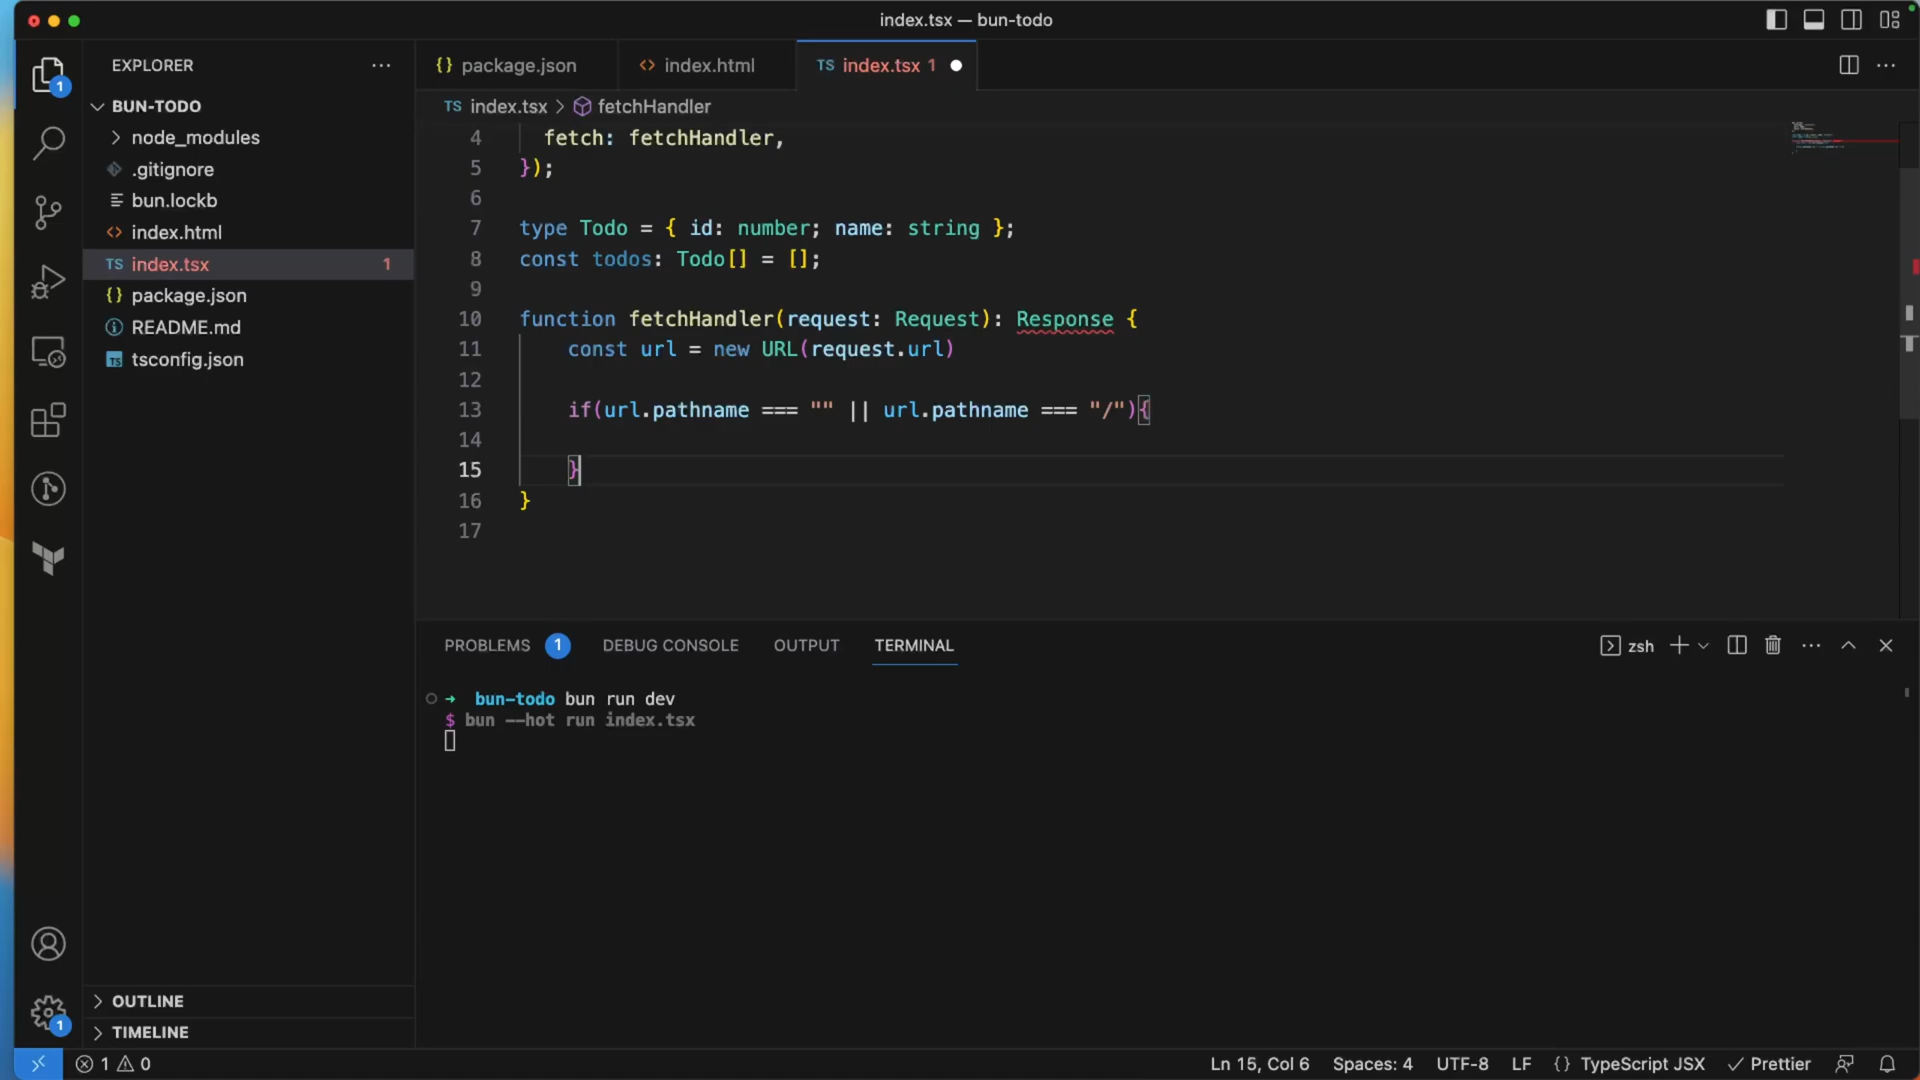 index.tsx — bun-todo
EXPLORER
{} package.json
<> index.html
TS index.tsx 1
1
TS index.tsx > fetchHandler
BUN-TODO
node_modules
.gitignore
bun.lockb
<> index.html
TS index.tsx 1
{} package.json
README.md
TS tsconfig.json
4 fetch: fetchHandler,
5 });
6
7 type Todo = { id: number; name: string };
8 const todos: Todo[] = [];
9
10 function fetchHandler(request: Request): Response {
11 const url = new URL(request.url)
12
13 if(url.pathname === "" || url.pathname === "/"){
14
15 }
16 }
17
PROBLEMS 1 DEBUG CONSOLE OUTPUT TERMINAL
zsh
bun-todo bun run dev
$ bun --hot run index.tsx
OUTLINE
TIMELINE
1
1 0
Ln 15, Col 6 Spaces: 4 UTF-8 LF {} TypeScript JSX Prettier